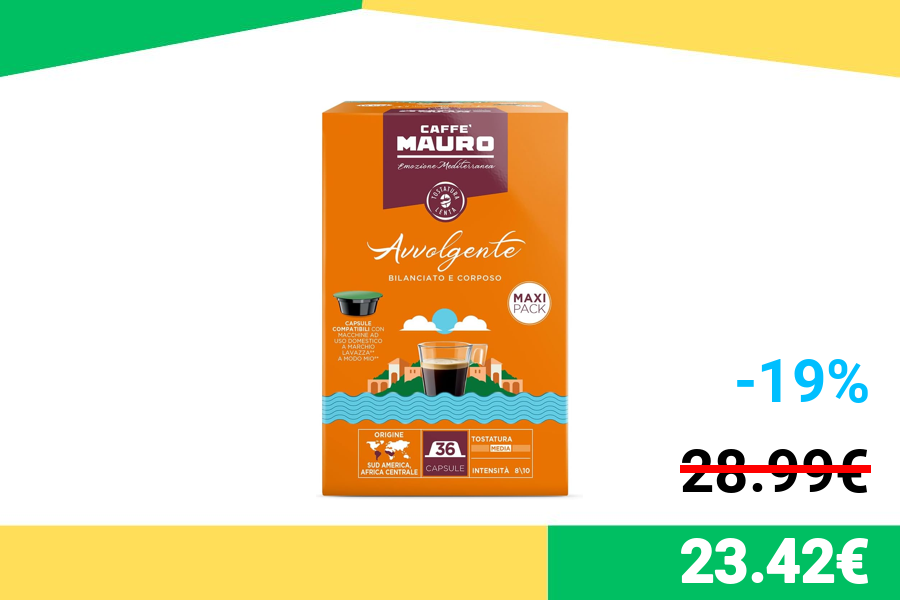 CAFFE'
MAURO
Emozione Mediterranea
TOSTATURA
LENTA
Avvolgente
BILANCIATO E CORPOSO
MAXI
PACK
CAPSULE
COMPATIBILI CON
MACCHINE AD
USO DOMESTICO
A MARCHIO
LAVAZZA**
A MODO MIO**
ORIGINE
SUD AMERICA,
AFRICA CENTRALE
36
CAPSULE
TOSTATURA
MEDIA
INTENSITÀ 8\10
-19%
28.99€
23.42€